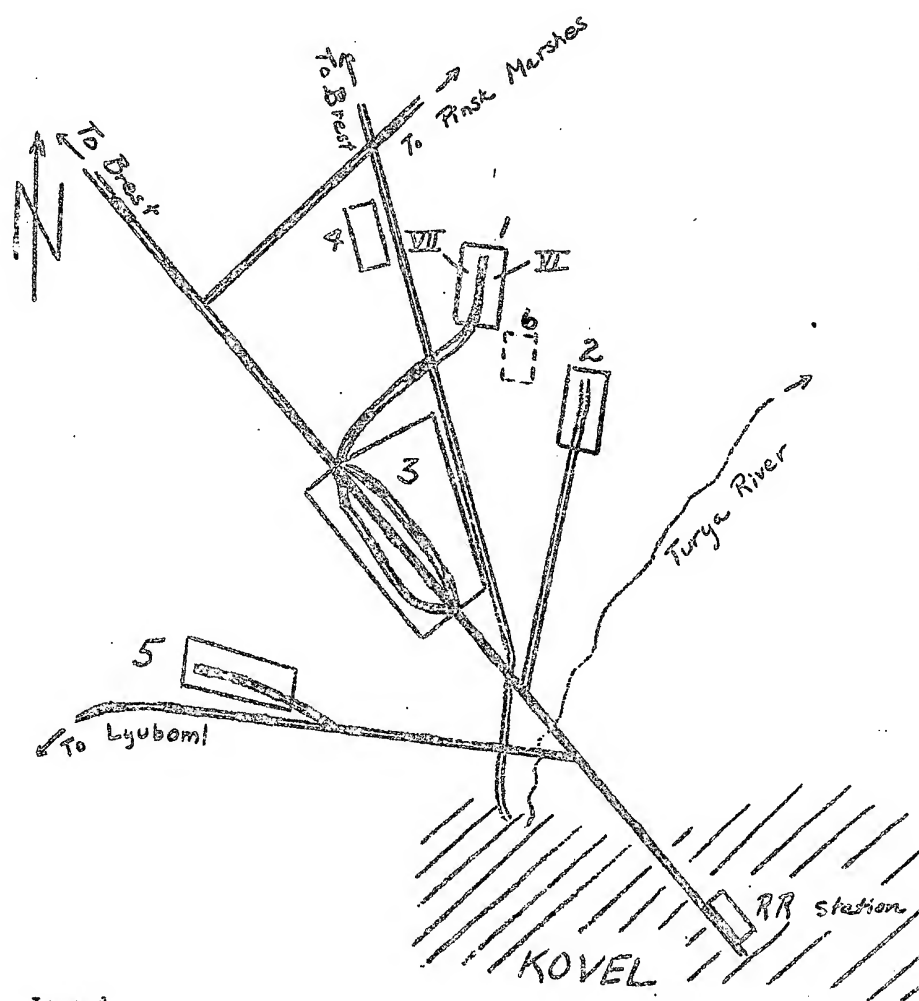 To Brest
To Pinsk Marshes
To Brest
N
4
VII
1
VI
6
2
3
Turya River
5
To Lyuboml
RR station
KOVEL